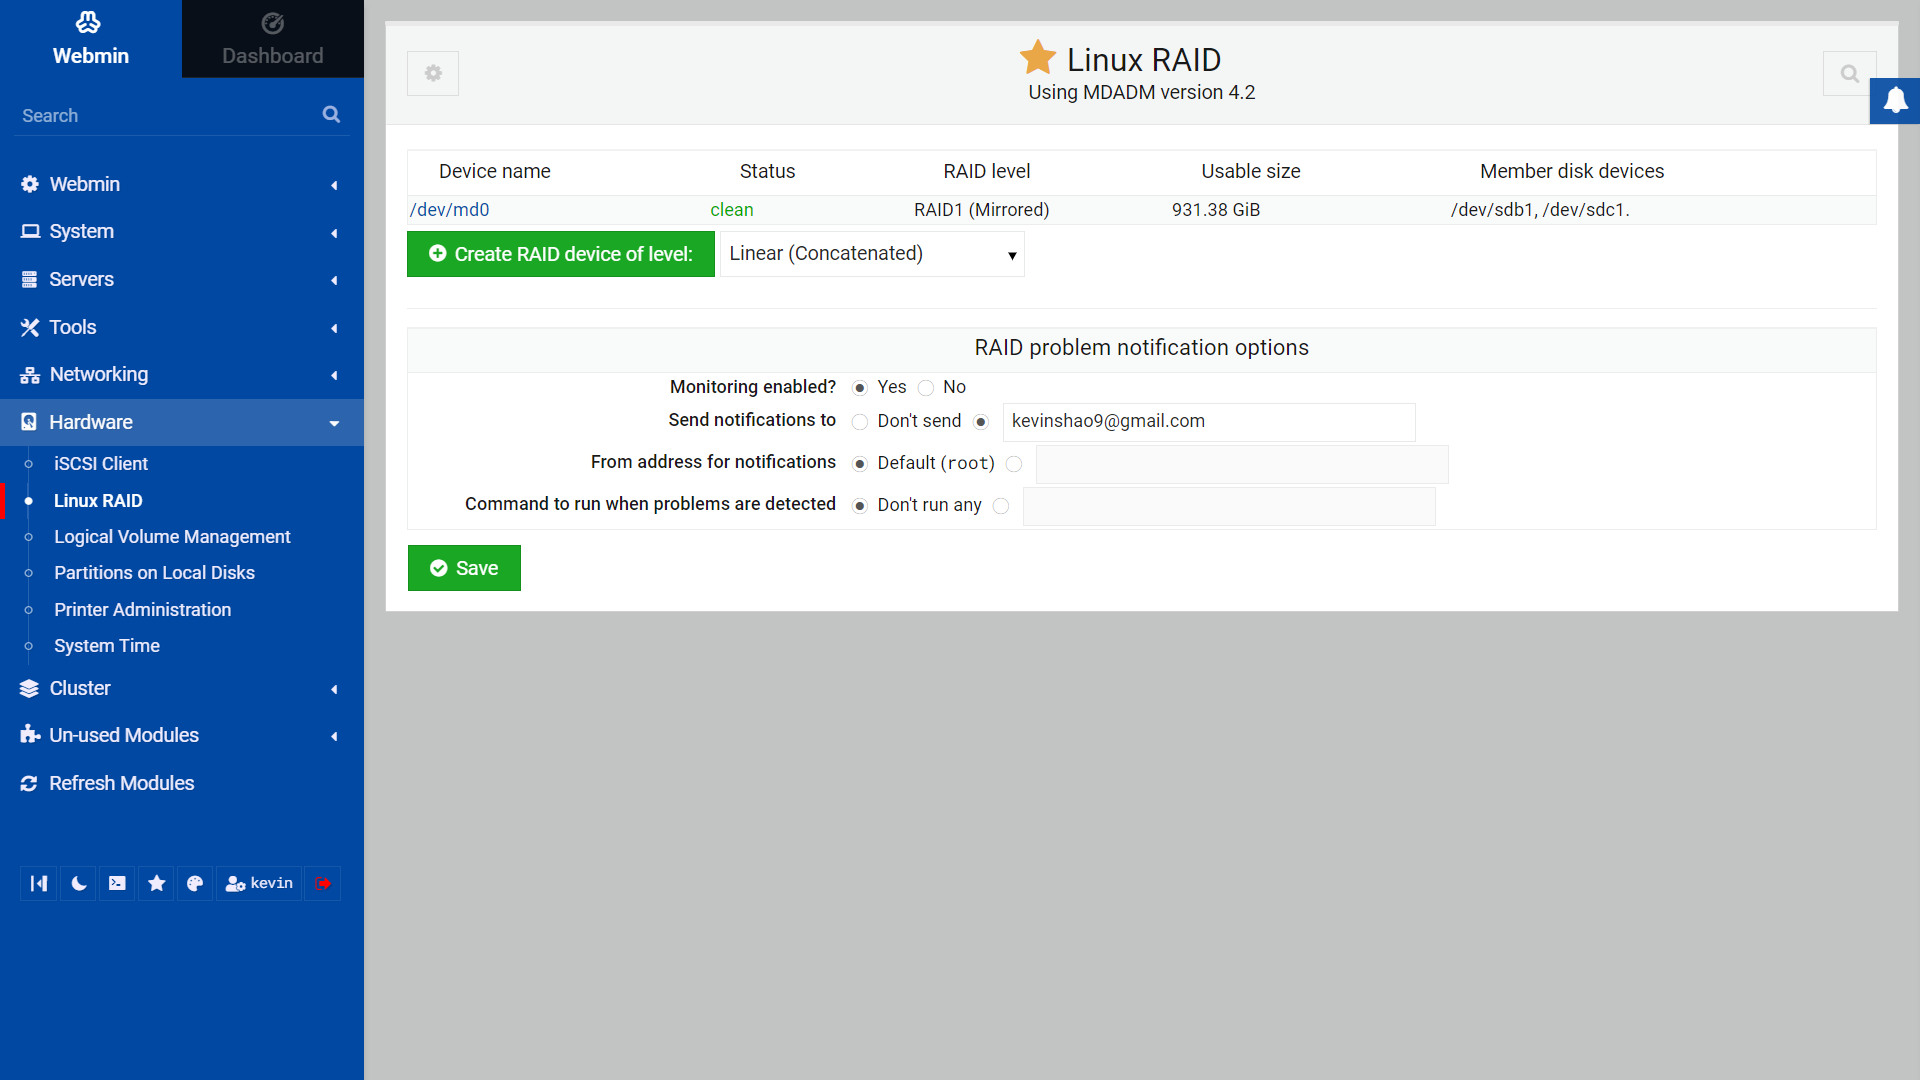 Webmin
Dashboard
Search
Webmin
System
Servers
Tools
Networking
Hardware
iSCSI Client
Linux RAID
Logical Volume Management
Partitions on Local Disks
Printer Administration
System Time
Cluster
Un-used Modules
Refresh Modules
kevin
Linux RAID
Using MDADM version 4.2
Device name Status RAID level Usable size Member disk devices
/dev/md0 clean RAID1 (Mirrored) 931.38 GiB /dev/sdb1, /dev/sdc1.
Create RAID device of level: Linear (Concatenated)
RAID problem notification options
Monitoring enabled? Yes No
Send notifications to Don't send kevinshao9@gmail.com
From address for notifications Default (root)
Command to run when problems are detected Don't run any
Save